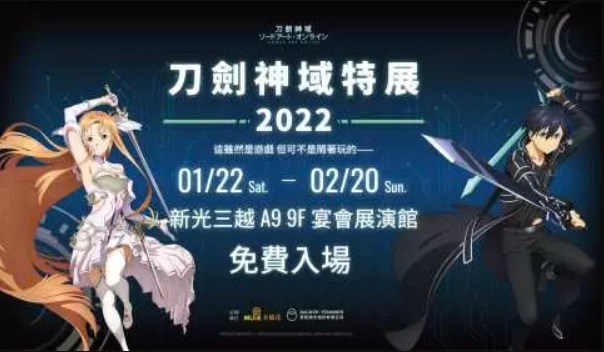 刀劍神域
ソードアート・オンライン
SWORD ART ONLINE
刀劍神域特展
2022
這雖然是遊戲 但可不是鬧著玩的——
01/22 Sat. – 02/20 Sun.
新光三越 A9 9F 宴會展演館
免費入場